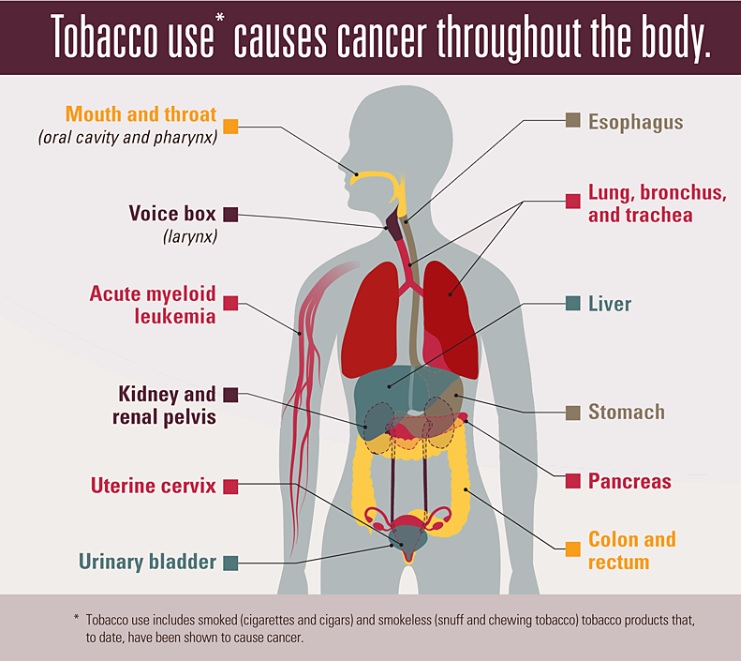 Tobacco use* causes cancer throughout the body.
Mouth and throat
(oral cavity and pharynx)
Voice box
(larynx)
Acute myeloid
leukemia
Kidney and
renal pelvis
Uterine cervix
Urinary bladder
Esophagus
Lung, bronchus,
and trachea
Liver
Stomach
Pancreas
Colon and
rectum
* Tobacco use includes smoked (cigarettes and cigars) and smokeless (snuff and chewing tobacco) tobacco products that,
to date, have been shown to cause cancer.